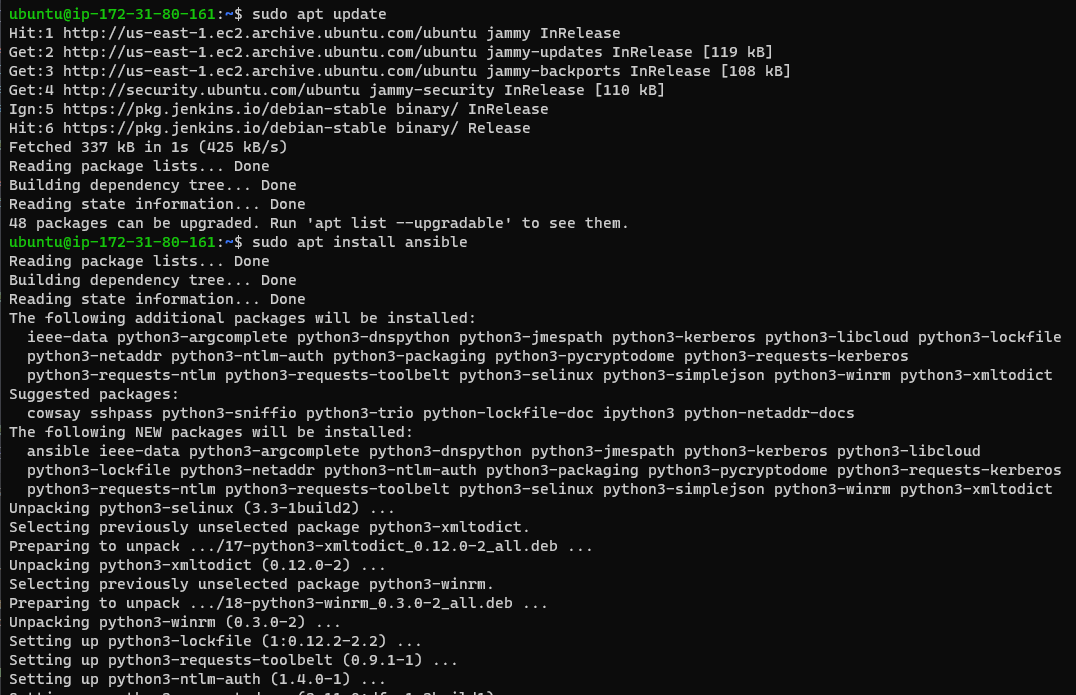 ubuntu@ip-172-31-80-161:~$ sudo apt update
Hit:1 http://us-east-1.ec2.archive.ubuntu.com/ubuntu jammy InRelease
Get:2 http://us-east-1.ec2.archive.ubuntu.com/ubuntu jammy-updates InRelease [119 kB]
Get:3 http://us-east-1.ec2.archive.ubuntu.com/ubuntu jammy-backports InRelease [108 kB]
Get:4 http://security.ubuntu.com/ubuntu jammy-security InRelease [110 kB]
Ign:5 https://pkg.jenkins.io/debian-stable binary/ InRelease
Hit:6 https://pkg.jenkins.io/debian-stable binary/ Release
Fetched 337 kB in 1s (425 kB/s)
Reading package lists... Done
Building dependency tree... Done
Reading state information... Done
48 packages can be upgraded. Run 'apt list --upgradable' to see them.
ubuntu@ip-172-31-80-161:~$ sudo apt install ansible
Reading package lists... Done
Building dependency tree... Done
Reading state information... Done
The following additional packages will be installed:
  ieee-data python3-argcomplete python3-dnspython python3-jmespath python3-kerberos python3-libcloud python3-lockfile
  python3-netaddr python3-ntlm-auth python3-packaging python3-pycryptodome python3-requests-kerberos
  python3-requests-ntlm python3-requests-toolbelt python3-selinux python3-simplejson python3-winrm python3-xmltodict
Suggested packages:
  cowsay sshpass python3-sniffio python3-trio python-lockfile-doc ipython3 python-netaddr-docs
The following NEW packages will be installed:
  ansible ieee-data python3-argcomplete python3-dnspython python3-jmespath python3-kerberos python3-libcloud
  python3-lockfile python3-netaddr python3-ntlm-auth python3-packaging python3-pycryptodome python3-requests-kerberos
  python3-requests-ntlm python3-requests-toolbelt python3-selinux python3-simplejson python3-winrm python3-xmltodict
Unpacking python3-selinux (3.3-1build2) ...
Selecting previously unselected package python3-xmltodict.
Preparing to unpack .../17-python3-xmltodict_0.12.0-2_all.deb ...
Unpacking python3-xmltodict (0.12.0-2) ...
Selecting previously unselected package python3-winrm.
Preparing to unpack .../18-python3-winrm_0.3.0-2_all.deb ...
Unpacking python3-winrm (0.3.0-2) ...
Setting up python3-lockfile (1:0.12.2-2.2) ...
Setting up python3-requests-toolbelt (0.9.1-1) ...
Setting up python3-ntlm-auth (1.4.0-1) ...